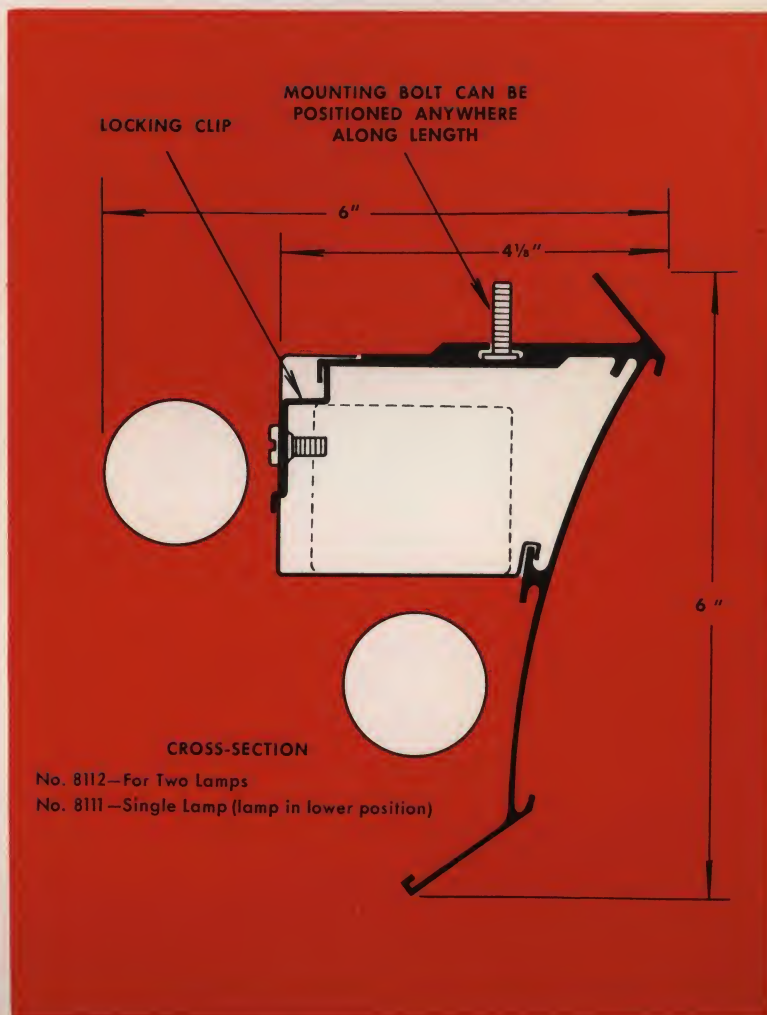 MOUNTING BOLT CAN BE
POSITIONED ANYWHERE
ALONG LENGTH
LOCKING CLIP
6"
4⅛"
6"
CROSS-SECTION
No. 8112—For Two Lamps
No. 8111—Single Lamp (lamp in lower position)